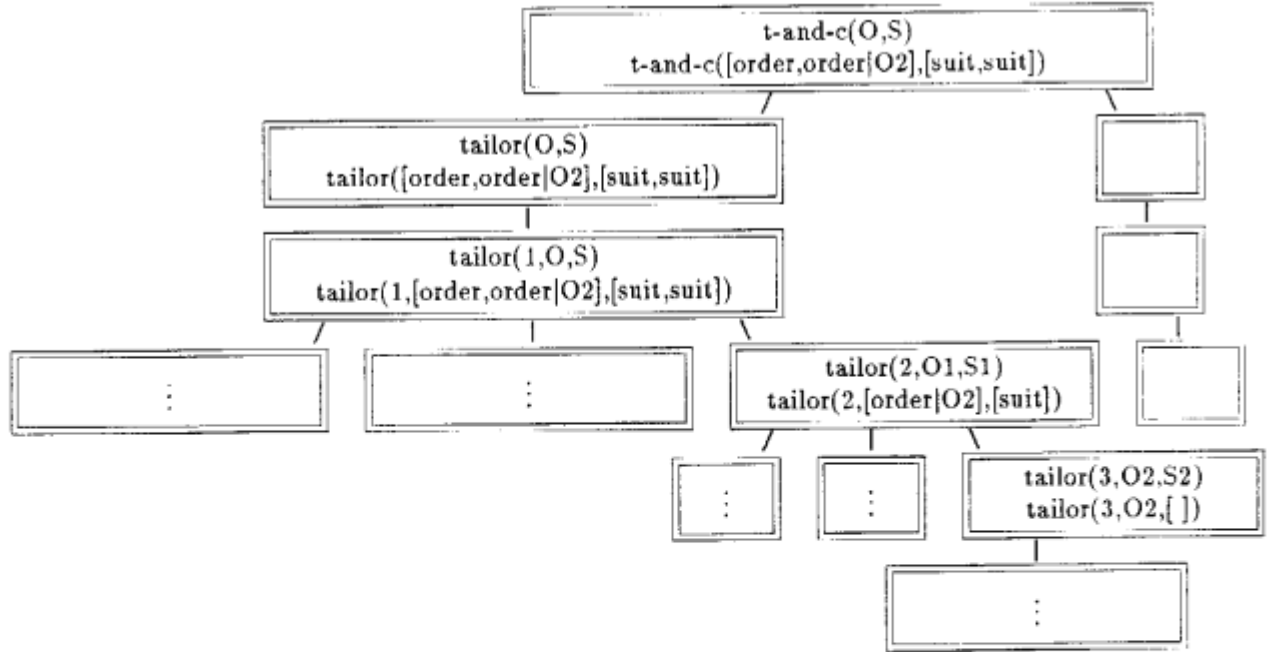 t-and-c(O,S)
t-and-c([order,order|O2],[suit,suit])
tailor(O,S)
tailor([order,order|O2],[suit,suit])
tailor(1,O,S)
tailor(1,[order,order|O2],[suit,suit])
tailor(2,O1,S1)
tailor(2,[order|O2],[suit])
tailor(3,O2,S2)
tailor(3,O2,[ ])